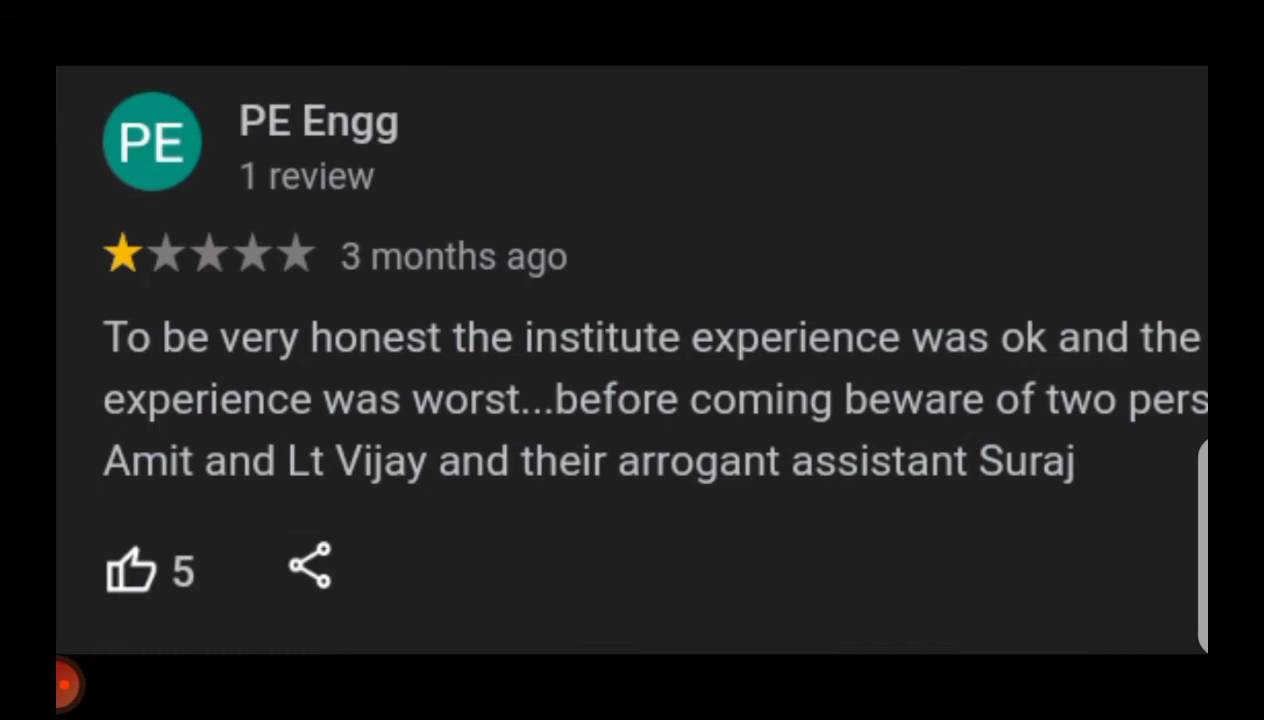 PE
PE Engg
1 review
3 months ago
To be very honest the institute experience was ok and the
experience was worst...before coming beware of two
Amit and Lt Vijay and their arrogant assistant Suraj
5